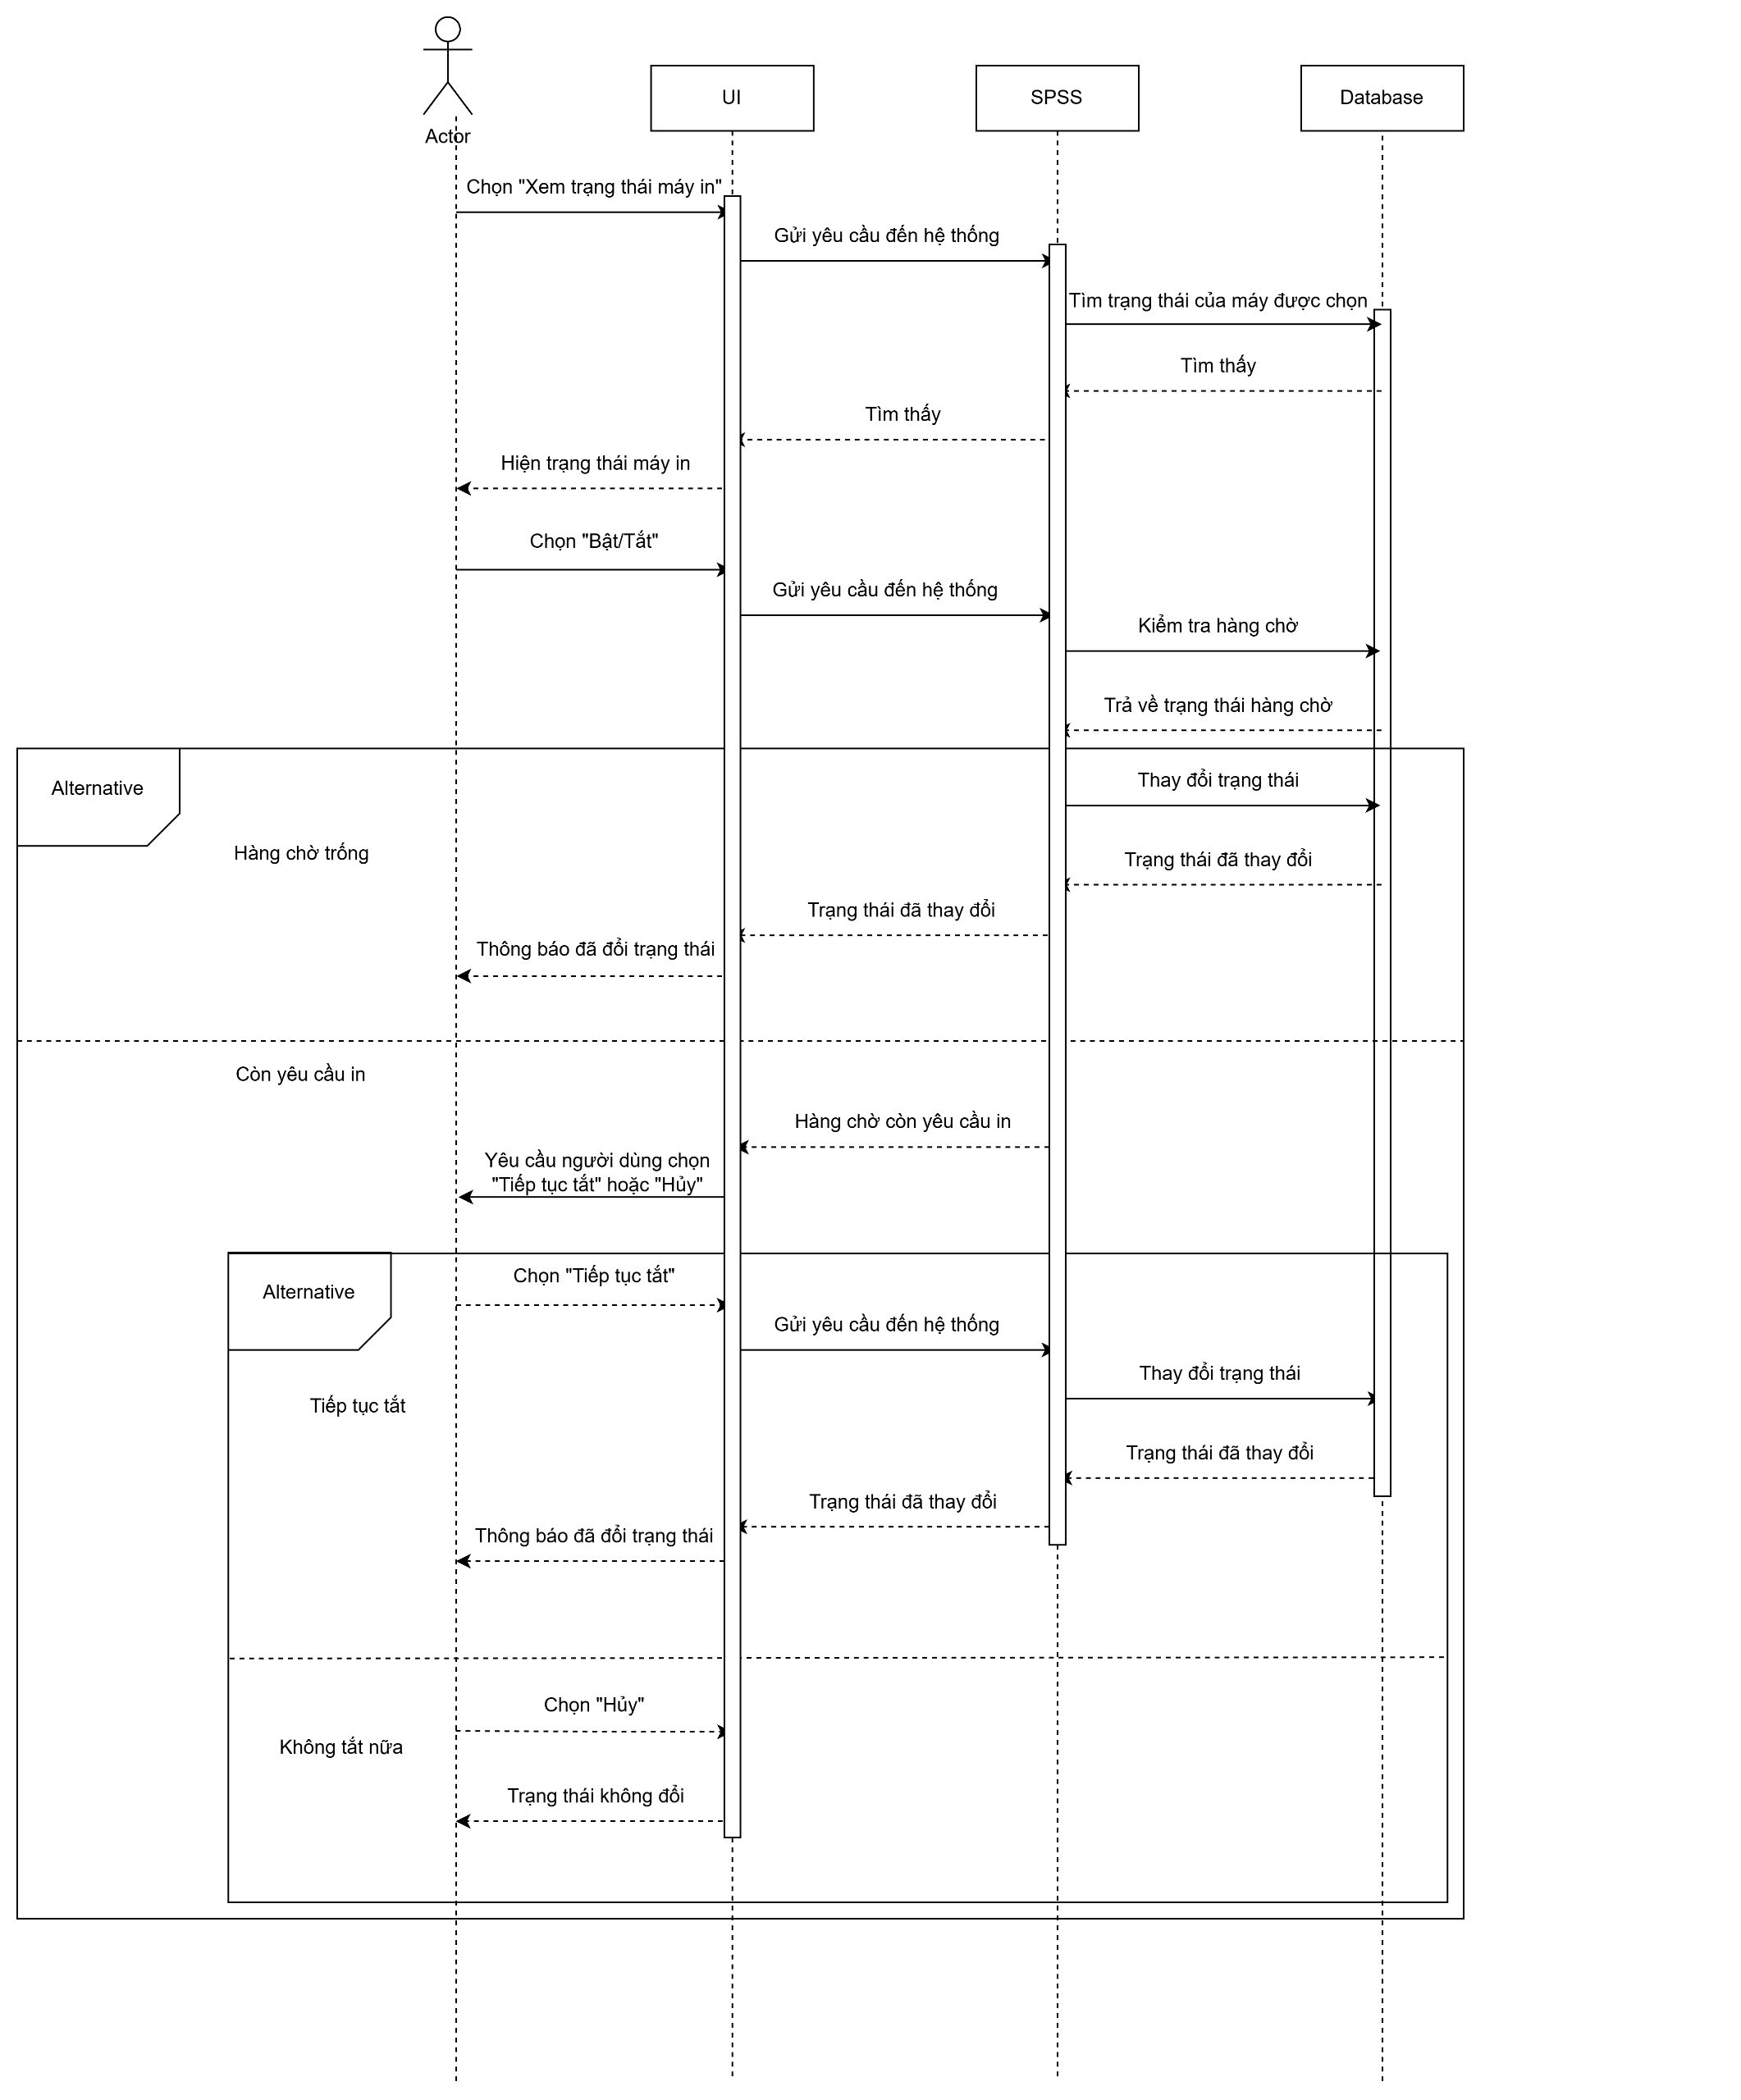 Actor
UI
SPSS
Database
Chọn "Xem trạng thái máy in"
Gửi yêu cầu đến hệ thống
Tìm trạng thái của máy được chọn
Tìm thấy
Tìm thấy
Hiện trạng thái máy in
Chọn "Bật/Tắt"
Gửi yêu cầu đến hệ thống
Kiểm tra hàng chờ
Trả về trạng thái hàng chờ
Alternative
Thay đổi trạng thái
Hàng chờ trống
Trạng thái đã thay đổi
Trạng thái đã thay đổi
Thông báo đã đổi trạng thái
Còn yêu cầu in
Hàng chờ còn yêu cầu in
Yêu cầu người dùng chọn
"Tiếp tục tắt" hoặc "Hủy"
Alternative
Chọn "Tiếp tục tắt"
Gửi yêu cầu đến hệ thống
Thay đổi trạng thái
Tiếp tục tắt
Trạng thái đã thay đổi
Trạng thái đã thay đổi
Thông báo đã đổi trạng thái
Chọn "Hủy"
Không tắt nữa
Trạng thái không đổi